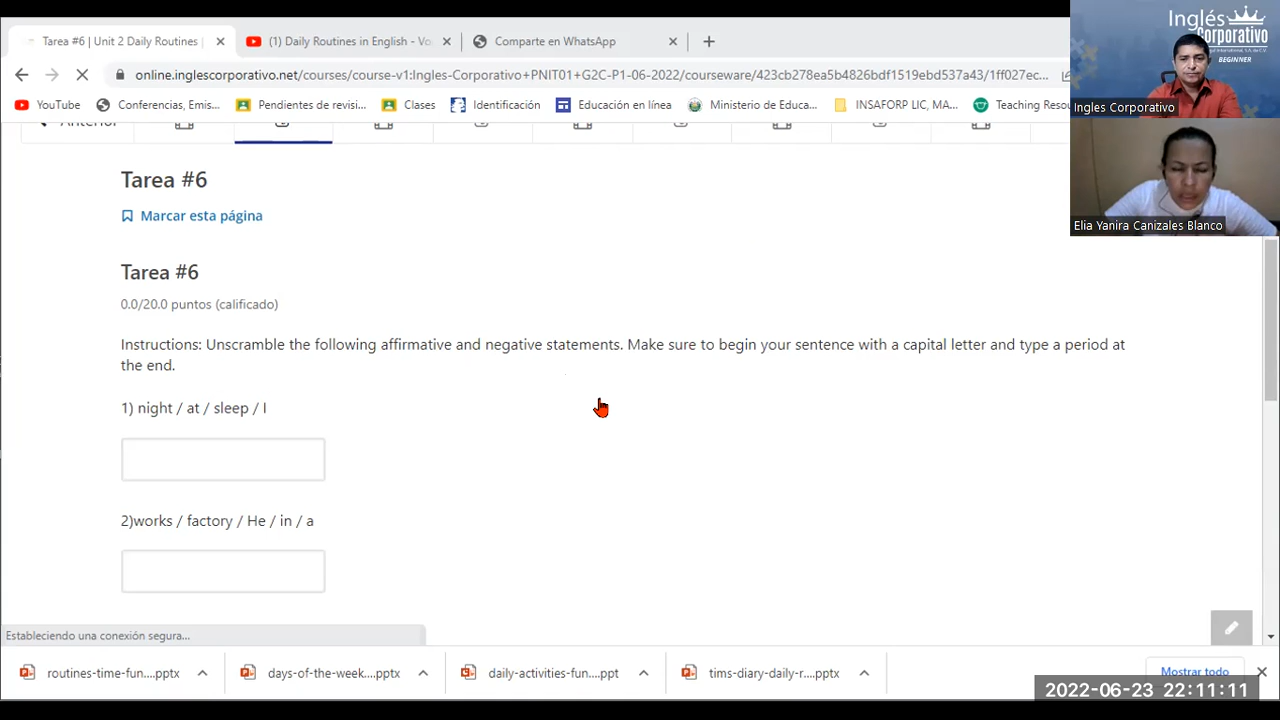 Tarea #6 | Unit 2 Daily Routines |
(1) Daily Routines in English - Vo
Comparte en WhatsApp
online.inglescorporativo.net/courses/course-v1:Ingles-Corporativo+PNIT01+G2C-P1-06-2022/courseware/423cb278ea5b4826bdf1519ebd537a43/1ff027ec...
YouTube
Conferencias, Emis...
Pendientes de revisi...
Clases
Identificación
Educación en línea
Ministerio de Educa...
INSAFORP LIC, MA...
Teaching Resou
Anterior
Tarea #6
Marcar esta página
Tarea #6
0.0/20.0 puntos (calificado)
Instructions: Unscramble the following affirmative and negative statements. Make sure to begin your sentence with a capital letter and type a period at
the end.
1) night / at / sleep / I
2)works / factory / He / in / a
Estableciendo una conexión segura...
routines-time-fun....pptx
days-of-the-week....pptx
daily-activities-fun....ppt
tims-diary-daily-r....pptx
Mostrar todo
2022-06-23 22:11:11
Inglés
Corporativo
BEGINNER
Ingles Corporativo
Elia Yanira Canizales Blanco